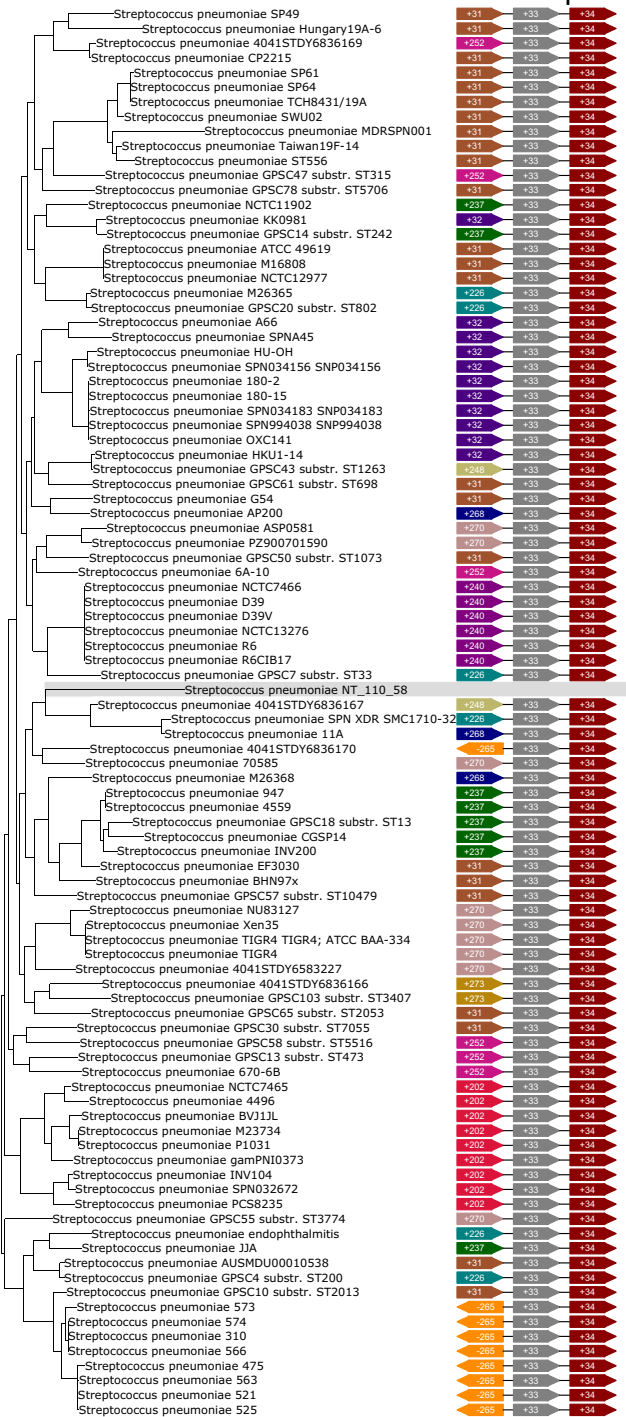 Streptococcus pneumoniae SP49 +31 +33 +34
Streptococcus pneumoniae Hungary19A-6 +31 +33 +34
Streptococcus pneumoniae 4041STDY6836169 +252 +33 +34
Streptococcus pneumoniae CP2215 +31 +33 +34
Streptococcus pneumoniae SP61 +31 +33 +34
Streptococcus pneumoniae SP64 +31 +33 +34
Streptococcus pneumoniae TCH8431/19A +31 +33 +34
Streptococcus pneumoniae SWU02 +31 +33 +34
Streptococcus pneumoniae MDRSPN001 +31 +33 +34
Streptococcus pneumoniae Taiwan19F-14 +31 +33 +34
Streptococcus pneumoniae ST556 +31 +33 +34
Streptococcus pneumoniae GPSC47 substr. ST315 +252 +33 +34
Streptococcus pneumoniae GPSC78 substr. ST5706 +31 +33 +34
Streptococcus pneumoniae NCTC11902 +237 +33 +34
Streptococcus pneumoniae KK0981 +32 +33 +34
Streptococcus pneumoniae GPSC14 substr. ST242 +237 +33 +34
Streptococcus pneumoniae ATCC 49619 +31 +33 +34
Streptococcus pneumoniae M16808 +31 +33 +34
Streptococcus pneumoniae NCTC12977 +31 +33 +34
Streptococcus pneumoniae M26365 +226 +33 +34
Streptococcus pneumoniae GPSC20 substr. ST802 +226 +33 +34
Streptococcus pneumoniae A66 +32 +33 +34
Streptococcus pneumoniae SPNA45 +32 +33 +34
Streptococcus pneumoniae HU-OH +32 +33 +34
Streptococcus pneumoniae SPN034156 SNP034156 +32 +33 +34
Streptococcus pneumoniae 180-2 +32 +33 +34
Streptococcus pneumoniae 180-15 +32 +33 +34
Streptococcus pneumoniae SPN034183 SNP034183 +32 +33 +34
Streptococcus pneumoniae SPN994038 SNP994038 +32 +33 +34
Streptococcus pneumoniae OXC141 +32 +33 +34
Streptococcus pneumoniae HKU1-14 +32 +33 +34
Streptococcus pneumoniae GPSC43 substr. ST1263 +248 +33 +34
Streptococcus pneumoniae GPSC61 substr. ST698 +31 +33 +34
Streptococcus pneumoniae G54 +31 +33 +34
Streptococcus pneumoniae AP200 +268 +33 +34
Streptococcus pneumoniae ASP0581 +270 +33 +34
Streptococcus pneumoniae PZ900701590 +270 +33 +34
Streptococcus pneumoniae GPSC50 substr. ST1073 +31 +33 +34
Streptococcus pneumoniae 6A-10 +252 +33 +34
Streptococcus pneumoniae NCTC7466 +240 +33 +34
Streptococcus pneumoniae D39 +240 +33 +34
Streptococcus pneumoniae D39V +240 +33 +34
Streptococcus pneumoniae NCTC13276 +240 +33 +34
Streptococcus pneumoniae R6 +240 +33 +34
Streptococcus pneumoniae R6CIB17 +240 +33 +34
Streptococcus pneumoniae GPSC7 substr. ST33 +226 +33 +34
Streptococcus pneumoniae NT_110_58
Streptococcus pneumoniae 4041STDY6836167 +248 +33 +34
Streptococcus pneumoniae SPN XDR SMC1710-32 +226 +33 +34
Streptococcus pneumoniae 11A +268 +33 +34
Streptococcus pneumoniae 4041STDY6836170 -265 +33 +34
Streptococcus pneumoniae 70585 +270 +33 +34
Streptococcus pneumoniae M26368 +268 +33 +34
Streptococcus pneumoniae 947 +237 +33 +34
Streptococcus pneumoniae 4559 +237 +33 +34
Streptococcus pneumoniae GPSC18 substr. ST13 +237 +33 +34
Streptococcus pneumoniae CGSP14 +237 +33 +34
Streptococcus pneumoniae INV200 +237 +33 +34
Streptococcus pneumoniae EF3030 +31 +33 +34
Streptococcus pneumoniae BHN97x +31 +33 +34
Streptococcus pneumoniae GPSC57 substr. ST10479 +31 +33 +34
Streptococcus pneumoniae NU83127 +270 +33 +34
Streptococcus pneumoniae Xen35 +270 +33 +34
Streptococcus pneumoniae TIGR4 TIGR4; ATCC BAA-334 +270 +33 +34
Streptococcus pneumoniae TIGR4 +270 +33 +34
Streptococcus pneumoniae 4041STDY6583227 +270 +33 +34
Streptococcus pneumoniae 4041STDY6836166 +273 +33 +34
Streptococcus pneumoniae GPSC103 substr. ST3407 +273 +33 +34
Streptococcus pneumoniae GPSC65 substr. ST2053 +31 +33 +34
Streptococcus pneumoniae GPSC30 substr. ST7055 +31 +33 +34
Streptococcus pneumoniae GPSC58 substr. ST5516 +252 +33 +34
Streptococcus pneumoniae GPSC13 substr. ST473 +252 +33 +34
Streptococcus pneumoniae 670-6B +252 +33 +34
Streptococcus pneumoniae NCTC7465 +202 +33 +34
Streptococcus pneumoniae 4496 +202 +33 +34
Streptococcus pneumoniae BVJ1JL +202 +33 +34
Streptococcus pneumoniae M23734 +202 +33 +34
Streptococcus pneumoniae P1031 +202 +33 +34
Streptococcus pneumoniae gamPNI0373 +202 +33 +34
Streptococcus pneumoniae INV104 +202 +33 +34
Streptococcus pneumoniae SPN032672 +202 +33 +34
Streptococcus pneumoniae PCS8235 +202 +33 +34
Streptococcus pneumoniae GPSC55 substr. ST3774 +270 +33 +34
Streptococcus pneumoniae endophthalmitis +226 +33 +34
Streptococcus pneumoniae JJA +237 +33 +34
Streptococcus pneumoniae AUSMDU00010538 +31 +33 +34
Streptococcus pneumoniae GPSC4 substr. ST200 +226 +33 +34
Streptococcus pneumoniae GPSC10 substr. ST2013 +31 +33 +34
Streptococcus pneumoniae 573 -265 +33 +34
Streptococcus pneumoniae 574 -265 +33 +34
Streptococcus pneumoniae 310 -265 +33 +34
Streptococcus pneumoniae 566 -265 +33 +34
Streptococcus pneumoniae 475 -265 +33 +34
Streptococcus pneumoniae 563 -265 +33 +34
Streptococcus pneumoniae 521 -265 +33 +34
Streptococcus pneumoniae 525 -265 +33 +34